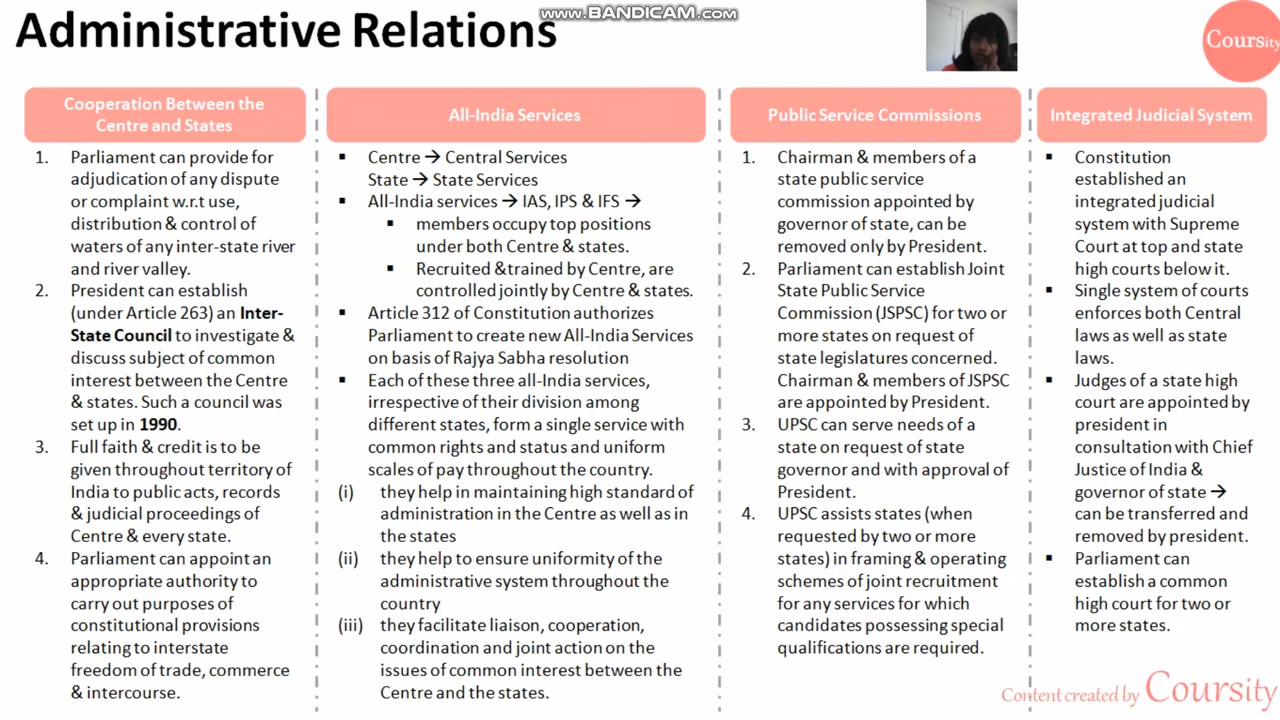 www.BANDICAM.com
Administrative Relations
Coursity
Cooperation Between the
Centre and States
1. Parliament can provide for
adjudication of any dispute
or complaint w.r.t use,
distribution & control of
waters of any inter-state river
and river valley.
2. President can establish
(under Article 263) an Inter-
State Council to investigate &
discuss subject of common
interest between the Centre
& states. Such a council was
set up in 1990.
3. Full faith & credit is to be
given throughout territory of
India to public acts, records
& judicial proceedings of
Centre & every state.
4. Parliament can appoint an
appropriate authority to
carry out purposes of
constitutional provisions
relating to interstate
freedom of trade, commerce
& intercourse.
All-India Services
▪ Centre → Central Services
State → State Services
▪ All-India services → IAS, IPS & IFS →
▪ members occupy top positions
under both Centre & states.
▪ Recruited &trained by Centre, are
controlled jointly by Centre & states.
▪ Article 312 of Constitution authorizes
Parliament to create new All-India Services
on basis of Rajya Sabha resolution
▪ Each of these three all-India services,
irrespective of their division among
different states, form a single service with
common rights and status and uniform
scales of pay throughout the country.
(i) they help in maintaining high standard of
administration in the Centre as well as in
the states
(ii) they help to ensure uniformity of the
administrative system throughout the
country
(iii) they facilitate liaison, cooperation,
coordination and joint action on the
issues of common interest between the
Centre and the states.
Public Service Commissions
1. Chairman & members of a
state public service
commission appointed by
governor of state, can be
removed only by President.
2. Parliament can establish Joint
State Public Service
Commission (JSPSC) for two or
more states on request of
state legislatures concerned.
Chairman & members of JSPSC
are appointed by President.
3. UPSC can serve needs of a
state on request of state
governor and with approval of
President.
4. UPSC assists states (when
requested by two or more
states) in framing & operating
schemes of joint recruitment
for any services for which
candidates possessing special
qualifications are required.
Integrated Judicial System
▪ Constitution
established an
integrated judicial
system with Supreme
Court at top and state
high courts below it.
▪ Single system of courts
enforces both Central
laws as well as state
laws.
▪ Judges of a state high
court are appointed by
president in
consultation with Chief
Justice of India &
governor of state →
can be transferred and
removed by president.
▪ Parliament can
establish a common
high court for two or
more states.
Content created by Coursity